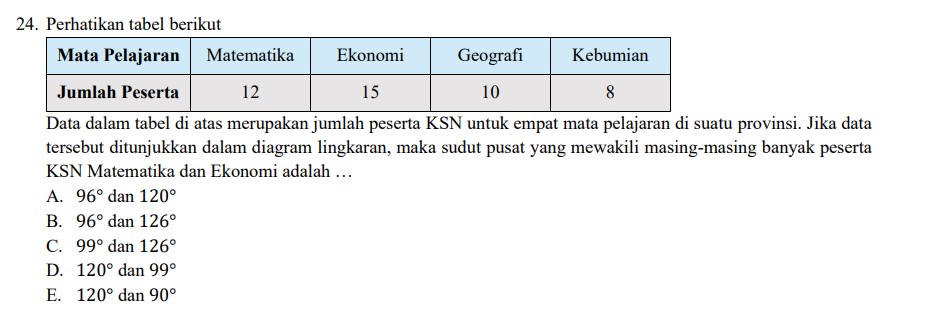 24. Perhatikan tabel berikut
Mata Pelajaran Matematika Ekonomi Geografi Kebumian
Jumlah Peserta 12 15 10 8
Data dalam tabel di atas merupakan jumlah peserta KSN untuk empat mata pelajaran di suatu provinsi. Jika data
tersebut ditunjukkan dalam diagram lingkaran, maka sudut pusat yang mewakili masing-masing banyak peserta
KSN Matematika dan Ekonomi adalah …
A. 96° dan 120°
B. 96° dan 126°
C. 99° dan 126°
D. 120° dan 99°
E. 120° dan 90°